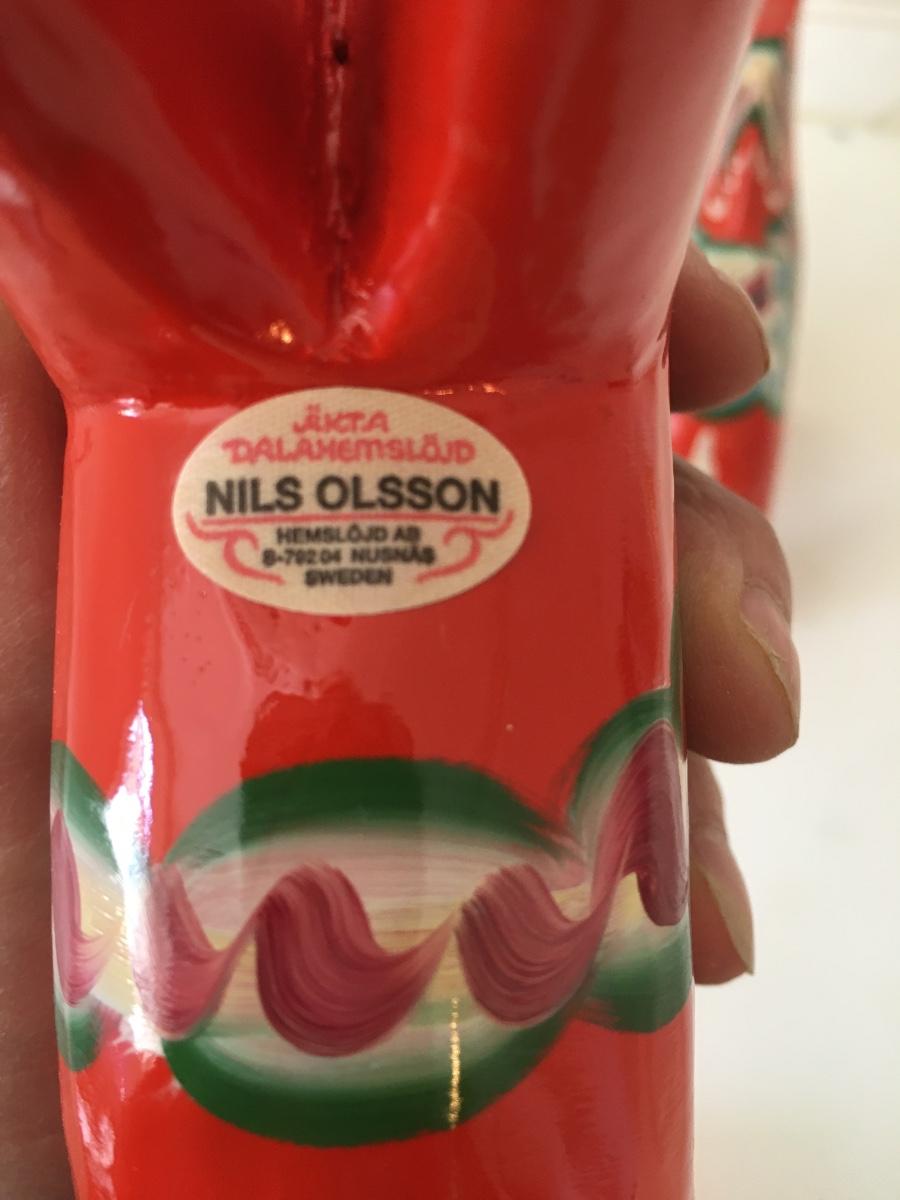 ÄKTA
DALAHEMSLÖJD
NILS OLSSON
HEMSLÖJD AB
S-792 04 NUSNÄS
SWEDEN